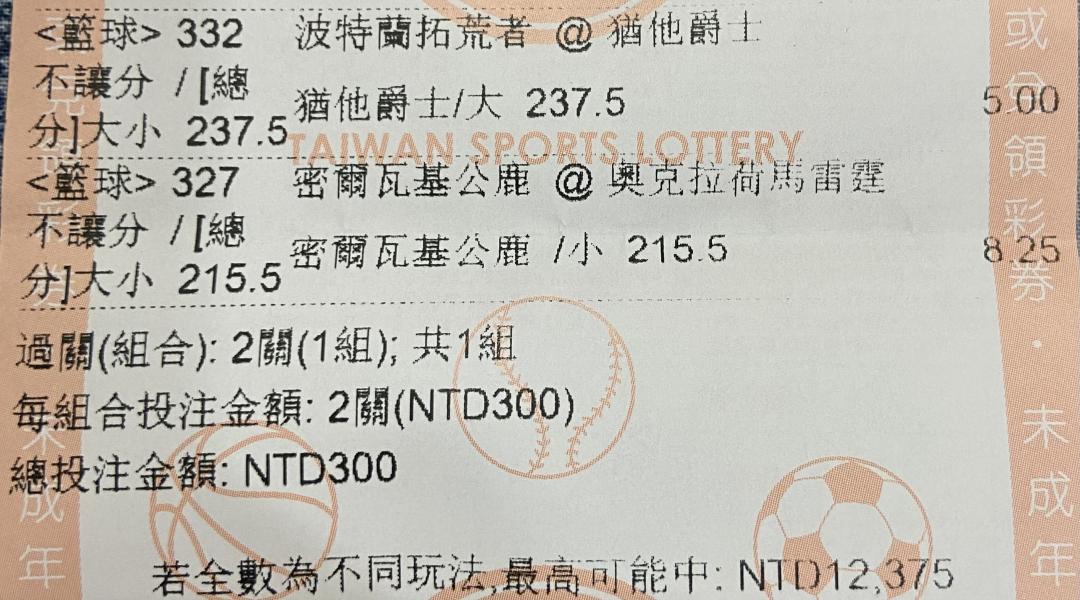 <籃球> 332 波特蘭拓荒者 @ 猶他爵士
不讓分 / [總
分]大小 237.5
猶他爵士/大 237.5 5.00
TAIWAN SPORTS LOTTERY
<籃球> 327 密爾瓦基公鹿 @ 奧克拉荷馬雷霆
不讓分 / [總
分]大小 215.5
密爾瓦基公鹿 /小 215.5 8.25
過關(組合): 2關(1組); 共1組
每組合投注金額: 2關(NTD300)
總投注金額: NTD300
若全數為不同玩法,最高可能中: NTD12,375
未成年
或領彩券·未成年